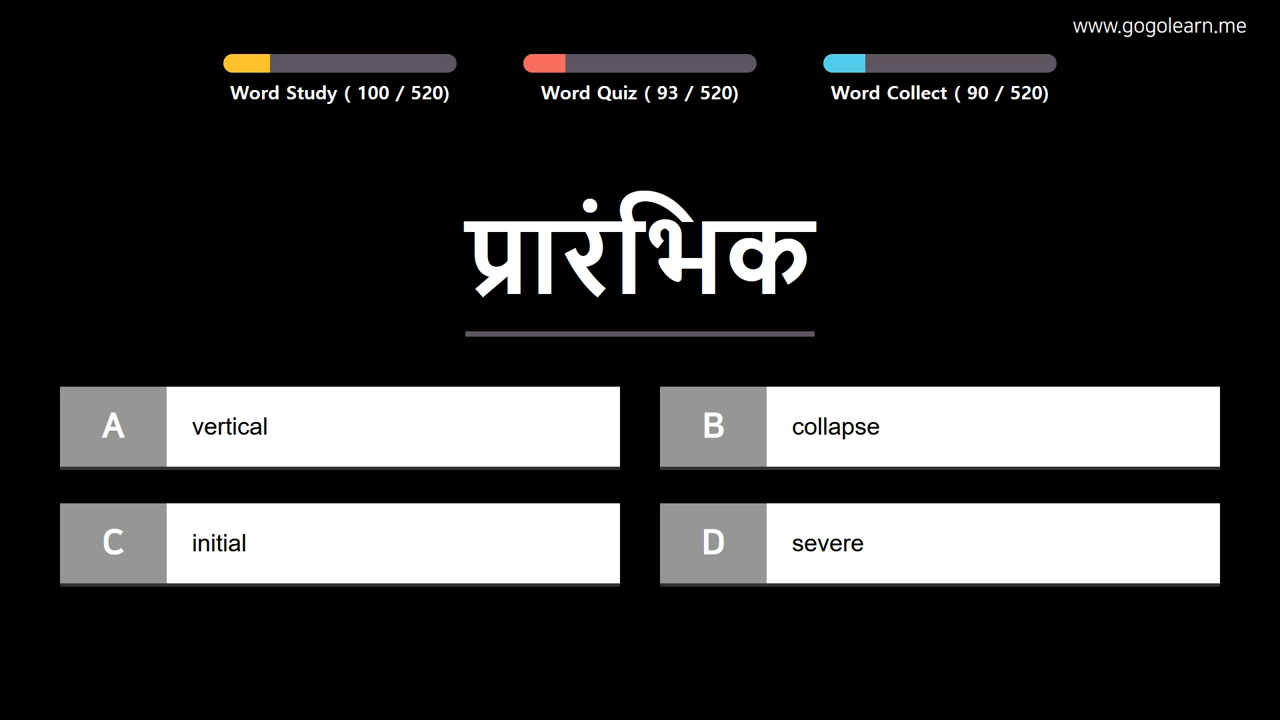 www.gogolearn.me
Word Study ( 100 / 520)
Word Quiz ( 93 / 520)
Word Collect ( 90 / 520)
प्रारंभिक
A vertical
B collapse
C initial
D severe